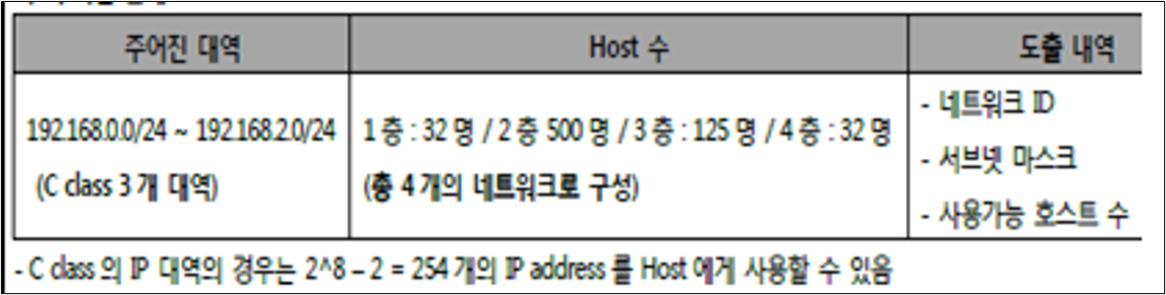 주어진 대역
Host 수
도출 내역
192.168.0.0/24 ~ 192.168.2.0/24
(C class 3 개 대역)
1 층 : 32 명 / 2 층 500 명 / 3 층 : 125 명 / 4 층 : 32 명
(총 4 개의 네트워크로 구성)
- 네트워크 ID
- 서브넷 마스크
- 사용가능 호스트 수
- C class 의 IP 대역의 경우는 2^8 – 2 = 254 개의 IP address 를 Host 에게 사용할 수 있음